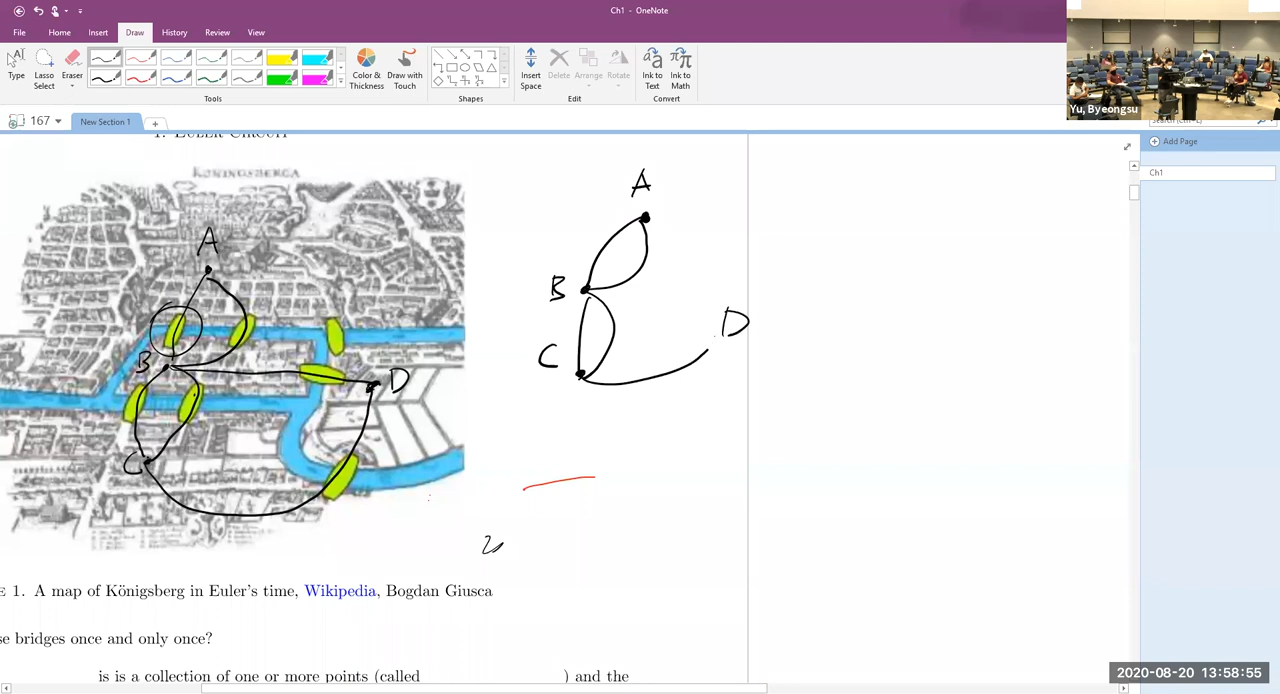 Ch1 - OneNote
File Home Insert Draw History Review View
Type
Lasso Select
Eraser
Color & Thickness
Draw with Touch
Insert Space
Delete
Arrange
Rotate
Ink to Text
Ink to Math
Tools
Shapes
Edit
Convert
Yu, Byeongsu
167
New Section 1
Add Page
Ch1
1. EULER CIRCUIT
KONINGSBERGA
A
B
C
D
A
B
C
D
E 1. A map of Königsberg in Euler's time, Wikipedia, Bogdan Giusca
se bridges once and only once?
is is a collection of one or more points (called ) and the
2020-08-20 13:58:55